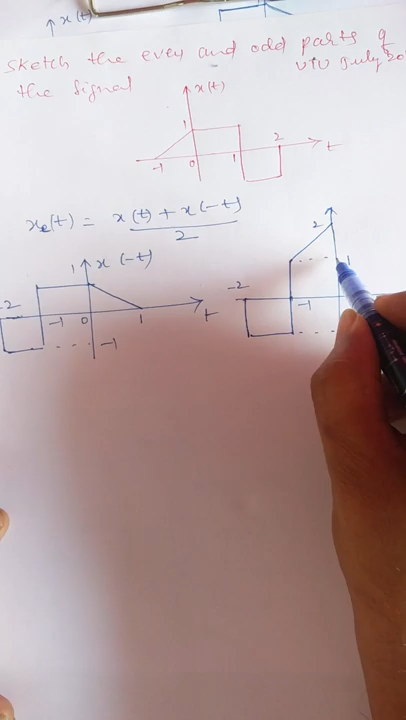 x(t)
Sketch the even and odd parts of
the signal VTU July 20
x(t)
1
-1 0 1 2 t
xe(t) = x(t) + x(-t)
2
1 x(-t)
-2 -1 0 1 t
-1
2
1
-2 -1